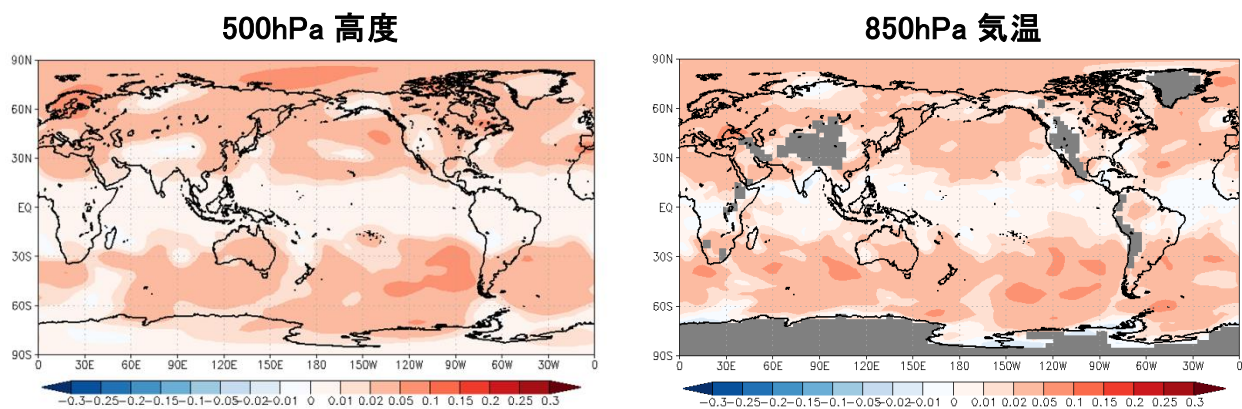 500hPa 高度
850hPa 気温
90N
60N
30N
EQ
30S
60S
90S
0 30E 60E 90E 120E 150E 180 150W 120W 90W 60W 30W 0
-0.3-0.25-0.2-0.15-0.1-0.05-0.02-0.01 0 0.01 0.02 0.05 0.1 0.15 0.2 0.25 0.3
90N
60N
30N
EQ
30S
60S
90S
0 30E 60E 90E 120E 150E 180 150W 120W 90W 60W 30W 0
-0.3-0.25-0.2-0.15-0.1-0.05-0.02-0.01 0 0.01 0.02 0.05 0.1 0.15 0.2 0.25 0.3